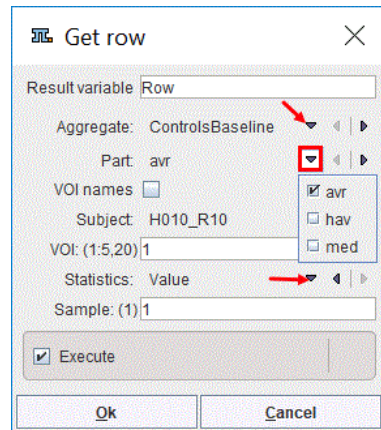 Get row
Result variable Row
Aggregate: ControlsBaseline
Part: avr
avr
VOI names
hav
Subject: H010_R10
med
VOI: (1:5,20) 1
Statistics: Value
Sample: (1) 1
Execute
Ok Cancel